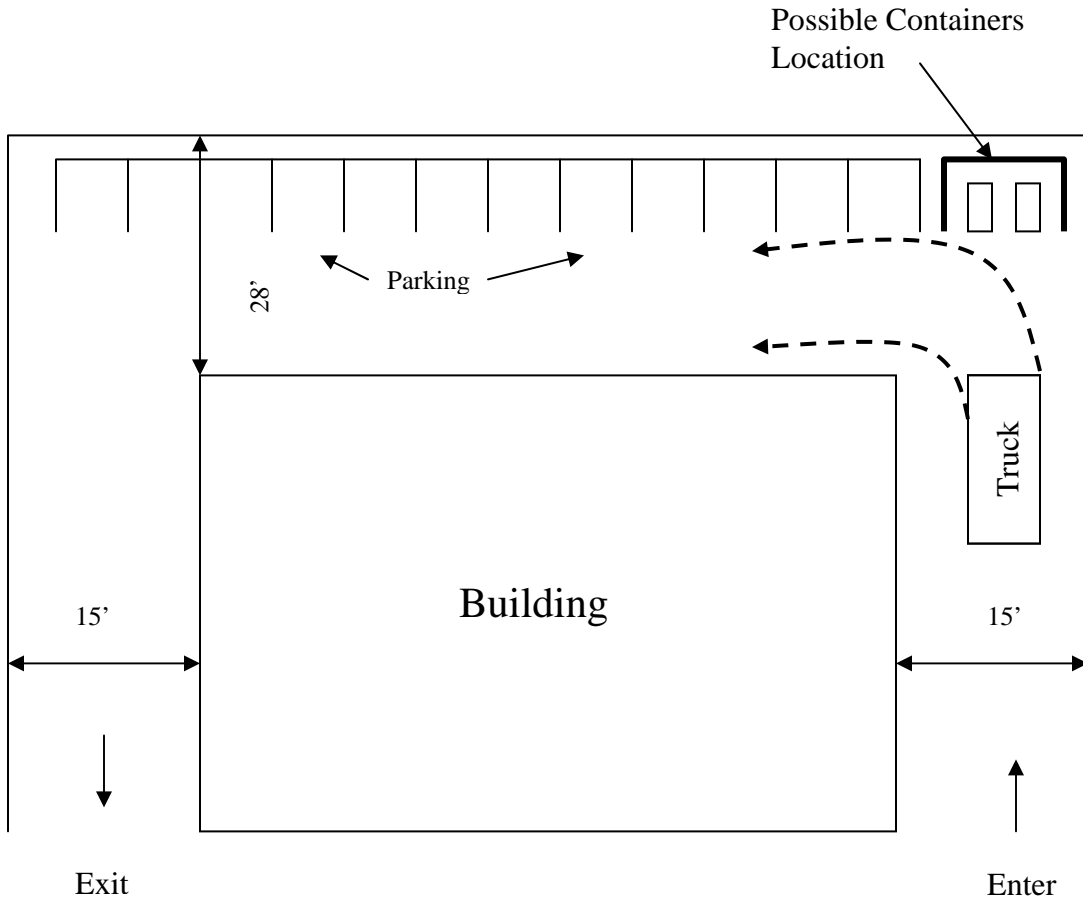 Possible Containers
Location
Parking
28’
Truck
Building
15’
15’
Exit
Enter